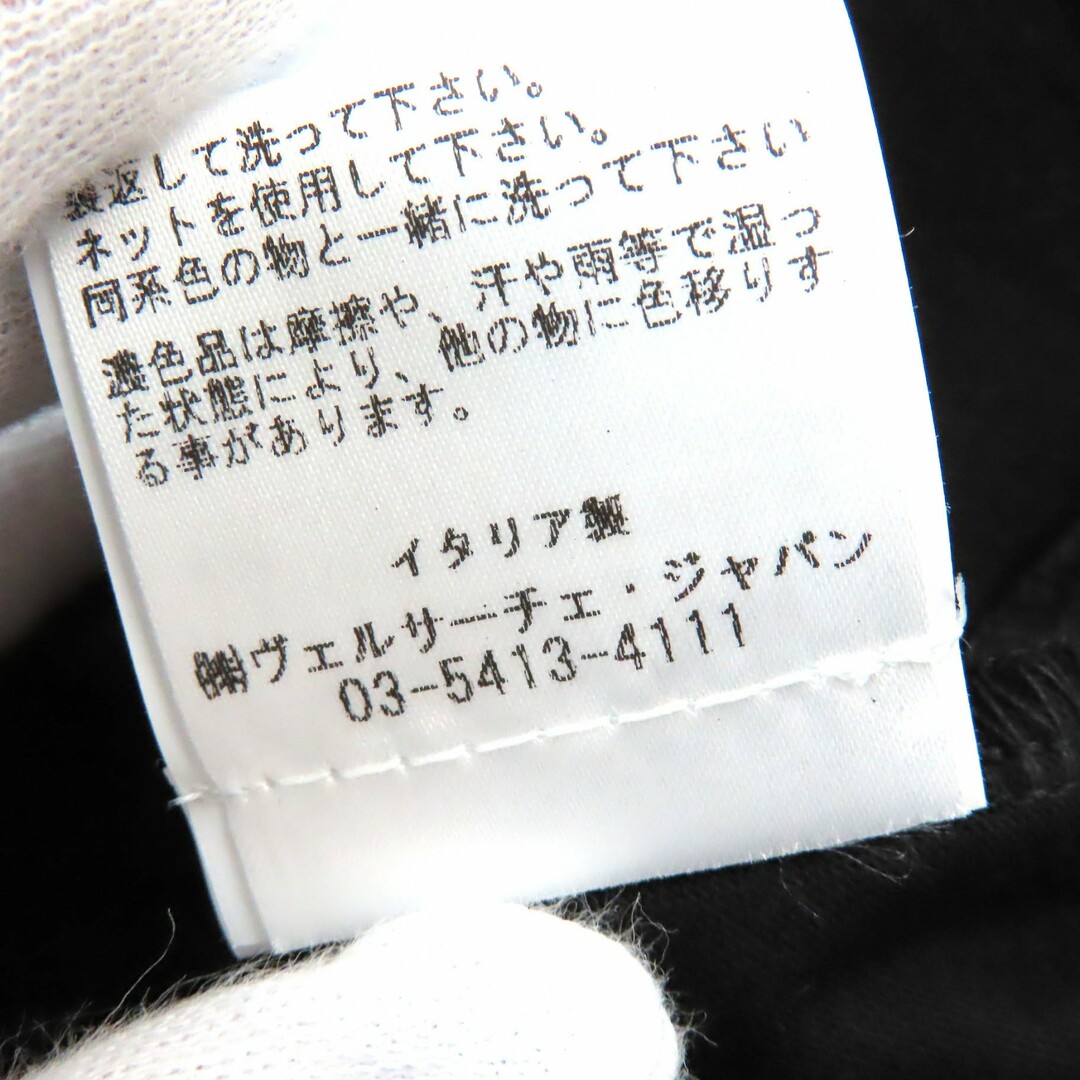 裏返して洗って下さい。
ネットを使用して下さい。
同系色の物と一緒に洗って下さい
濃色品は摩擦や、汗や雨等で湿っ
た状態により、他の物に色移りす
る事があります。
イタリア製
㈱ヴェルサーチェ・ジャパン
03-5413-4111